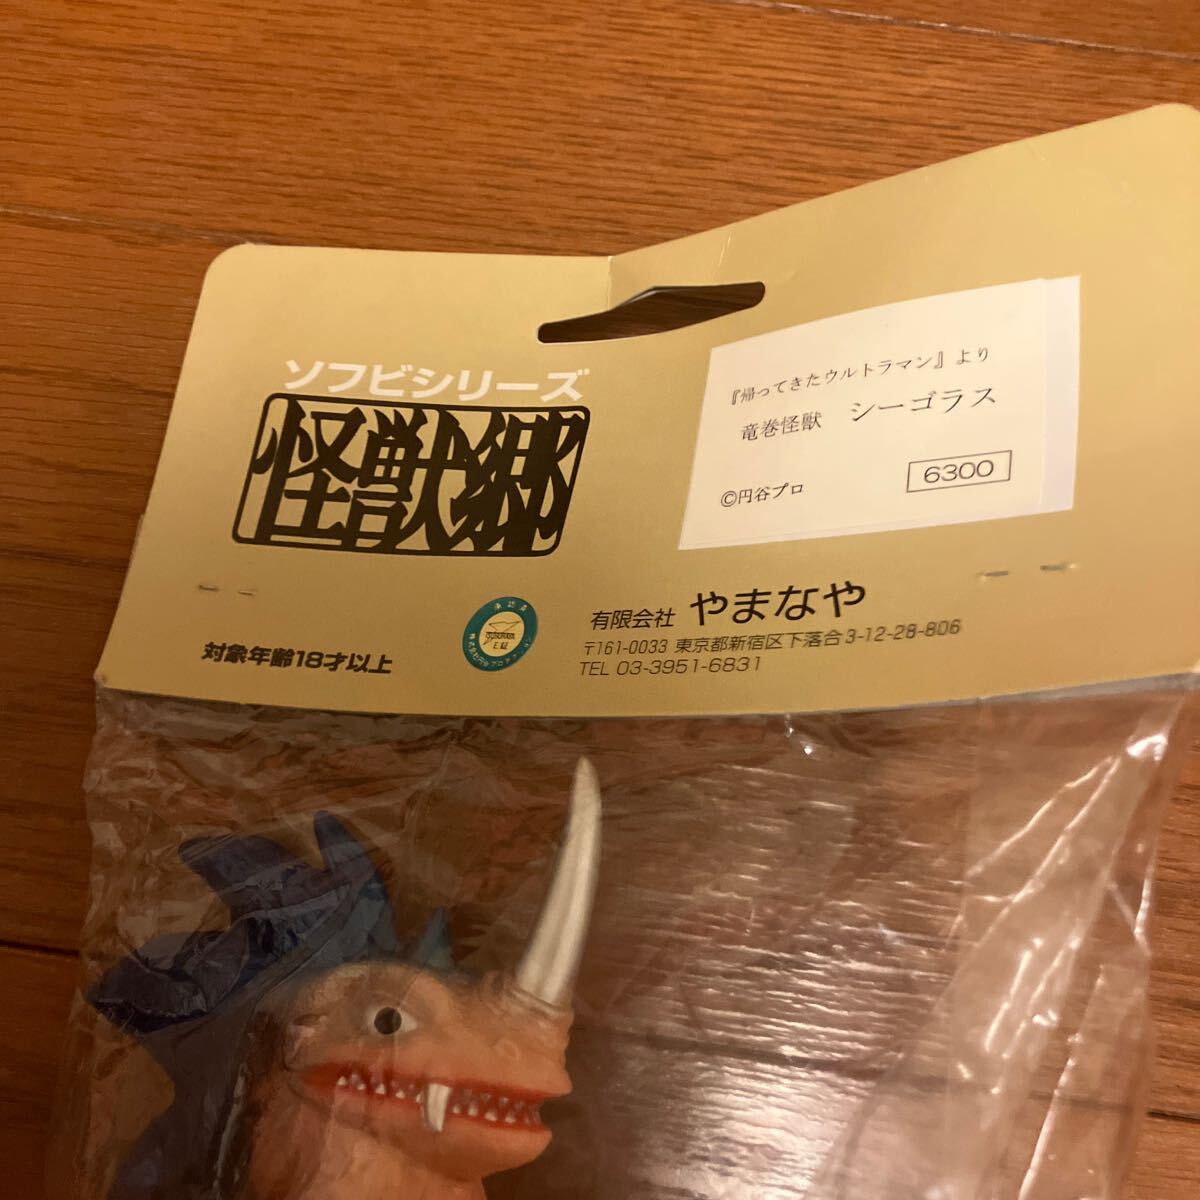 ソフビシリーズ
怪獣郷
『帰ってきたウルトラマン』より
竜巻怪獣 シーゴラス
©円谷プロ
6300
対象年齢18才以上
有限会社 やまなや
〒161-0033 東京都新宿区下落合3-12-28-806
TEL 03-3951-6831